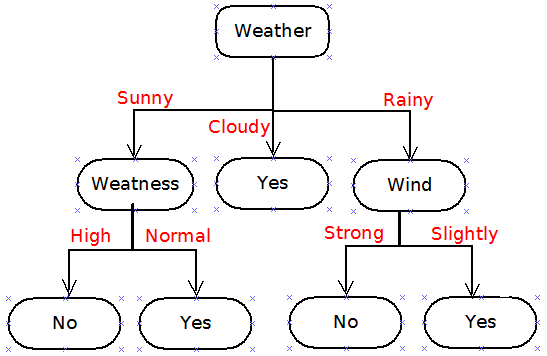 Weather
Sunny
Cloudy
Rainy
Weatness
Yes
Wind
High
Normal
Strong
Slightly
No
Yes
No
Yes